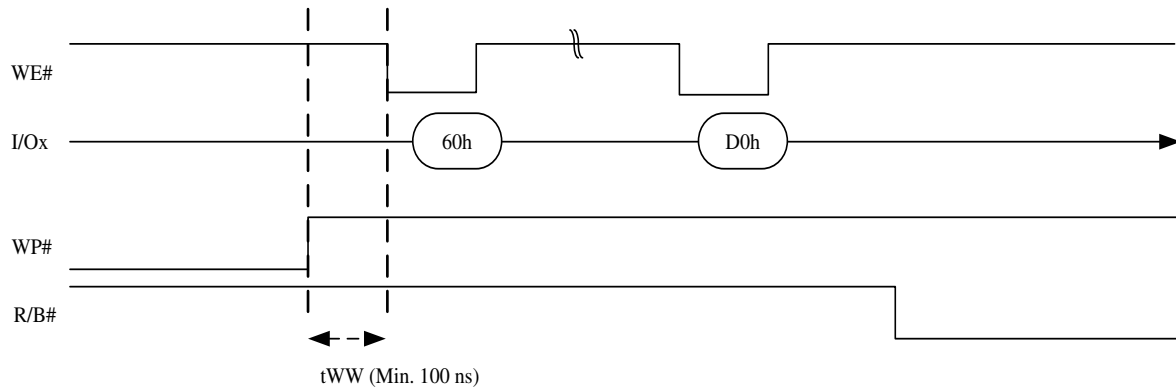 WE#
I/Ox
60h
D0h
WP#
R/B#
tWW (Min. 100 ns)